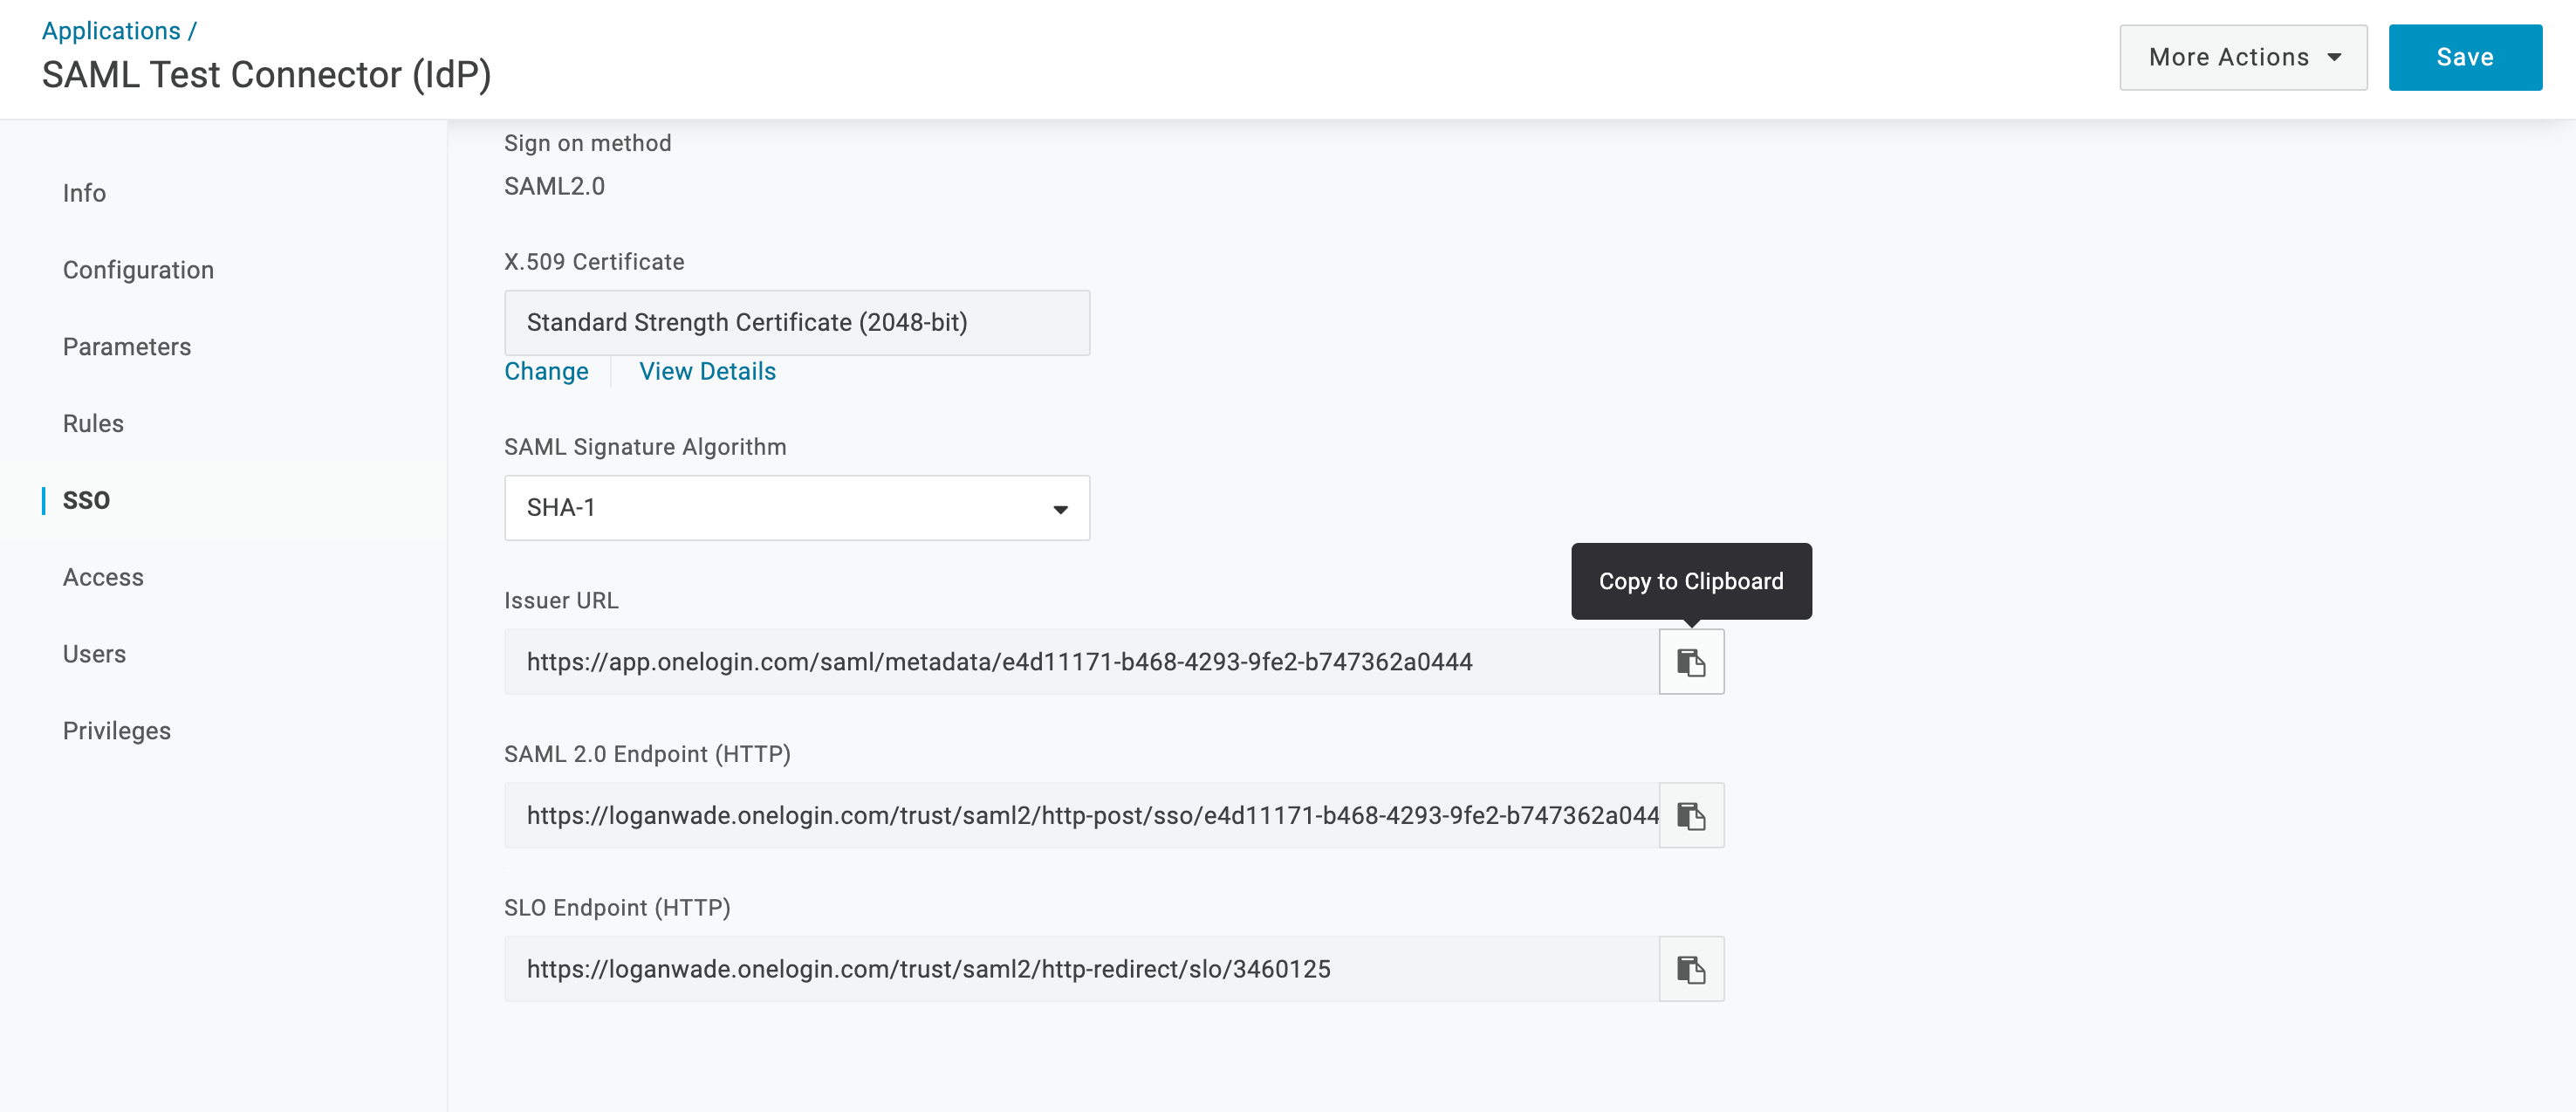 Applications /
SAML Test Connector (IdP)
More Actions
Save
Info
Configuration
Parameters
Rules
SSO
Access
Users
Privileges
Sign on method
SAML2.0
X.509 Certificate
Standard Strength Certificate (2048-bit)
Change
View Details
SAML Signature Algorithm
SHA-1
Copy to Clipboard
Issuer URL
https://app.onelogin.com/saml/metadata/e4d11171-b468-4293-9fe2-b747362a0444
SAML 2.0 Endpoint (HTTP)
https://loganwade.onelogin.com/trust/saml2/http-post/sso/e4d11171-b468-4293-9fe2-b747362a044
SLO Endpoint (HTTP)
https://loganwade.onelogin.com/trust/saml2/http-redirect/slo/3460125